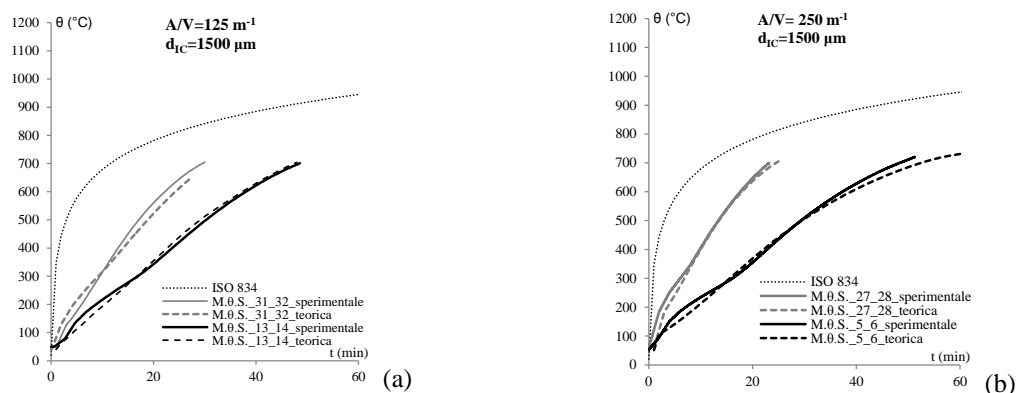 θ (°C)
A/V=125 m-1
dIC=1500 µm
1200
1100
1000
900
800
700
600
500
400
300
200
100
0
ISO 834
M.θ.S._31_32_sperimentale
M.θ.S._31_32_teorica
M.θ.S._13_14_sperimentale
M.θ.S._13_14_teorica
t (min)
0 20 40 60
(a)
θ (°C)
A/V= 250 m-1
dIC=1500 µm
1200
1100
1000
900
800
700
600
500
400
300
200
100
0
ISO 834
M.θ.S._27_28_sperimentale
M.θ.S._27_28_teorica
M.θ.S._5_6_sperimentale
M.θ.S._5_6_teorica
t (min)
0 20 40 60
(b)